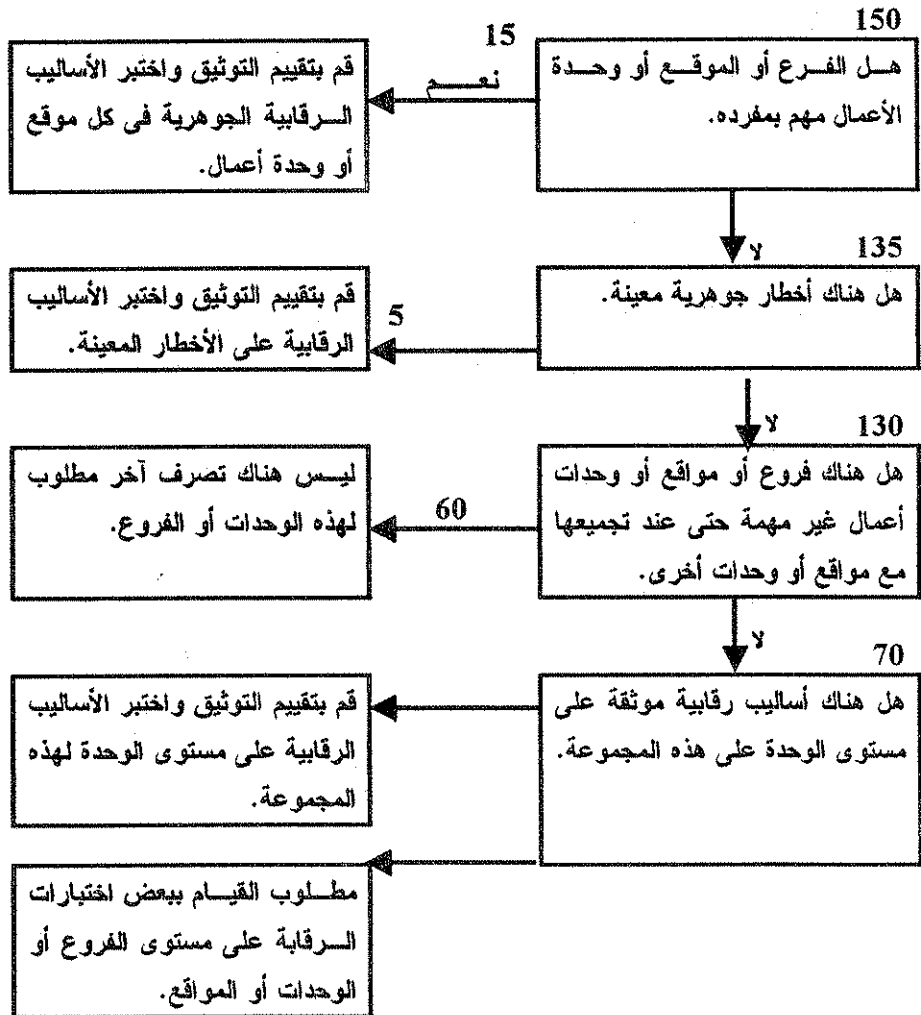 150
هل الفرع أو الموقع أو وحدة
الأعمال مهم بمفرده.
15
نعم
قم بتقييم التوثيق واختبر الأساليب
الرقابية الجوهرية فى كل موقع
أو وحدة أعمال.
لا
135
هل هناك أخطار جوهرية معينة.
5
قم بتقييم التوثيق واختبر الأساليب
الرقابية على الأخطار المعينة.
لا
130
هل هناك فروع أو مواقع أو وحدات
أعمال غير مهمة حتى عند تجميعها
مع مواقع أو وحدات أخرى.
60
ليس هناك تصرف آخر مطلوب
لهذه الوحدات أو الفروع.
لا
70
هل هناك أساليب رقابية موثقة على
مستوى الوحدة على هذه المجموعة.
قم بتقييم التوثيق واختبر الأساليب
الرقابية على مستوى الوحدة لهذه
المجموعة.
مطلوب القيام ببعض اختبارات
الرقابة على مستوى الفروع أو
الوحدات أو المواقع.